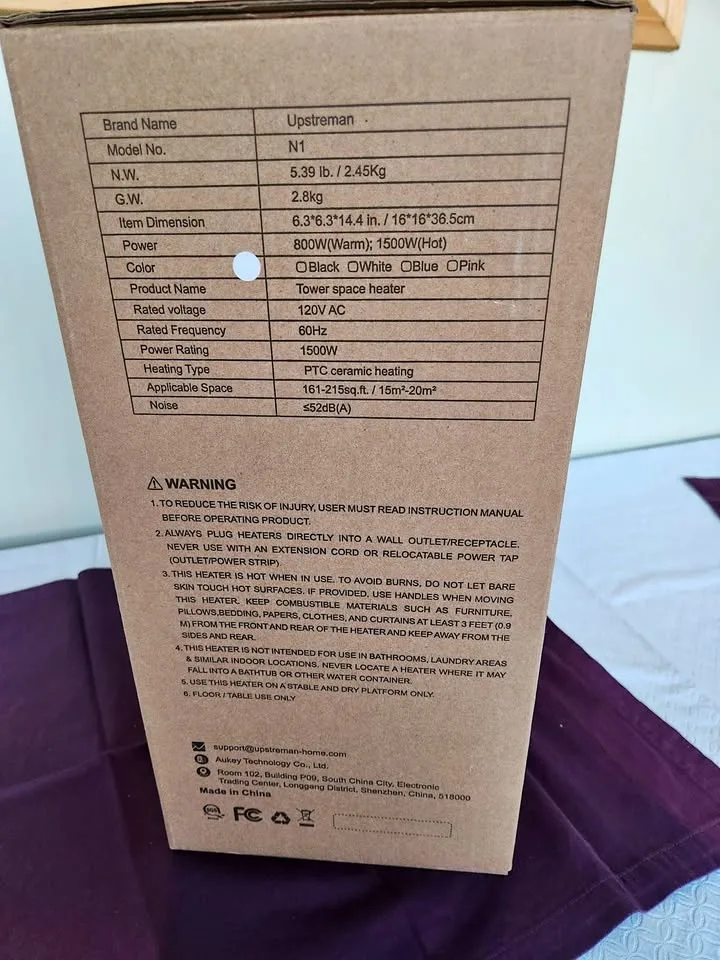 Brand Name Upstreman
Model No. N1
N.W. 5.39 lb. / 2.45Kg
G.W. 2.8kg
Item Dimension 6.3*6.3*14.4 in. / 16*16*36.5cm
Power 800W(Warm); 1500W(Hot)
Color Black White Blue Pink
Product Name Tower space heater
Rated voltage 120V AC
Rated Frequency 60Hz
Power Rating 1500W
Heating Type PTC ceramic heating
Applicable Space 161-215sq.ft. / 15m²-20m²
Noise ≤52dB(A)
WARNING
1. TO REDUCE THE RISK OF INJURY, USER MUST READ INSTRUCTION MANUAL
BEFORE OPERATING PRODUCT.
2. ALWAYS PLUG HEATERS DIRECTLY INTO A WALL OUTLET/RECEPTACLE.
NEVER USE WITH AN EXTENSION CORD OR RELOCATABLE POWER TAP
(OUTLET/POWER STRIP)
3. THIS HEATER IS HOT WHEN IN USE. TO AVOID BURNS, DO NOT LET BARE
SKIN TOUCH HOT SURFACES. IF PROVIDED, USE HANDLES WHEN MOVING
THIS HEATER. KEEP COMBUSTIBLE MATERIALS SUCH AS FURNITURE,
PILLOWS,BEDDING, PAPERS, CLOTHES, AND CURTAINS AT LEAST 3 FEET (0.9
M) FROM THE FRONT AND REAR OF THE HEATER AND KEEP AWAY FROM THE
SIDES AND REAR.
4. THIS HEATER IS NOT INTENDED FOR USE IN BATHROOMS, LAUNDRY AREAS
& SIMILAR INDOOR LOCATIONS. NEVER LOCATE A HEATER WHERE IT MAY
FALL INTO A BATHTUB OR OTHER WATER CONTAINER.
5. USE THIS HEATER ON A STABLE AND DRY PLATFORM ONLY.
6. FLOOR / TABLE USE ONLY
support@upstreman-home.com
Aukey Technology Co., Ltd.
Room 102, Building P09, South China City, Electronic
Trading Center, Longgang District, Shenzhen, China, 518000
Made in China
SGS FC